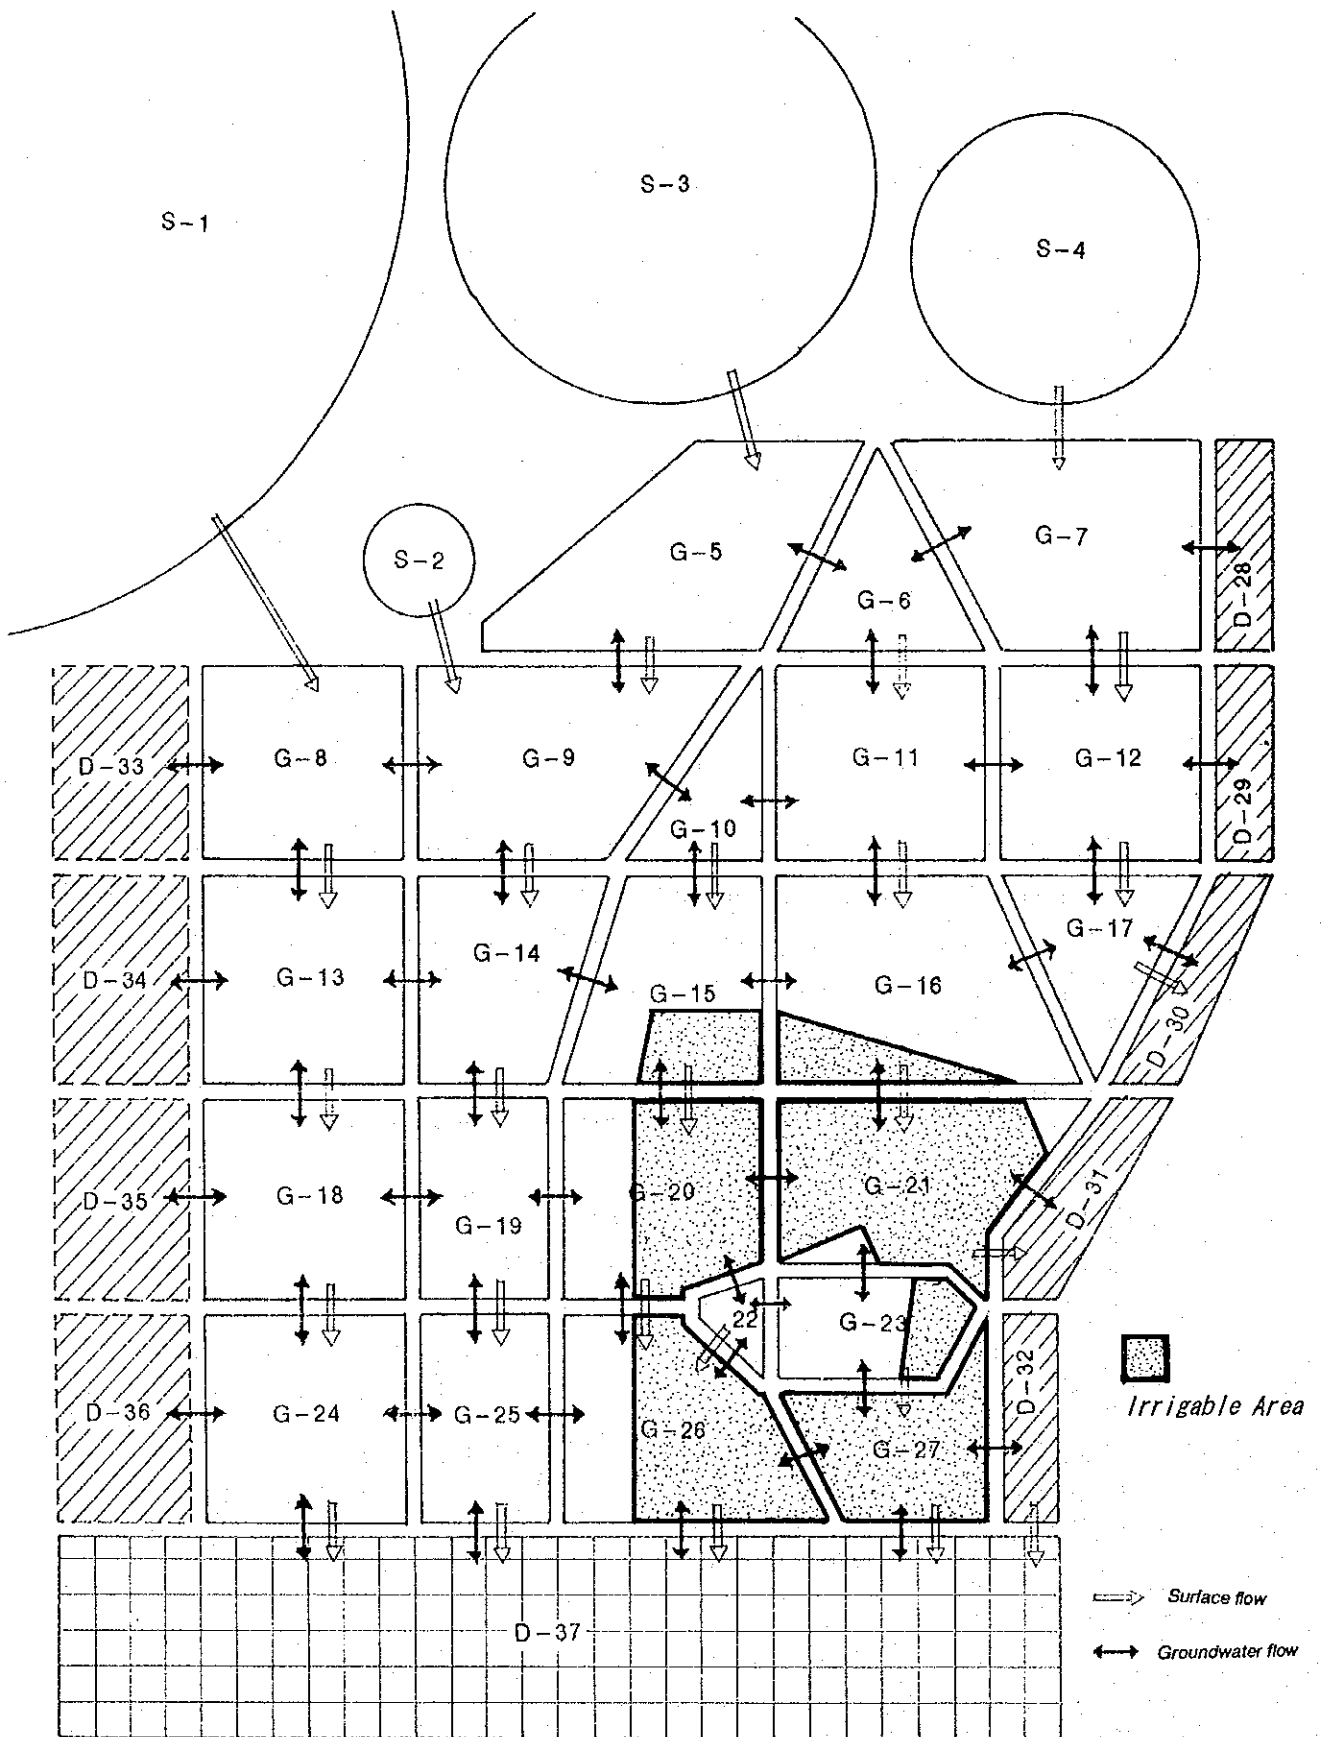 S-1
S-3
S-4
S-2
G-5
G-6
G-7
D-28
D-33
G-8
G-9
G-10
G-11
G-12
D-29
D-34
G-13
G-14
G-15
G-16
G-17
D-30
D-35
G-18
G-19
G-20
G-21
D-31
22
G-23
D-36
G-24
G-25
G-26
G-27
D-32
Irrigable Area
D-37
Surface flow
Groundwater flow